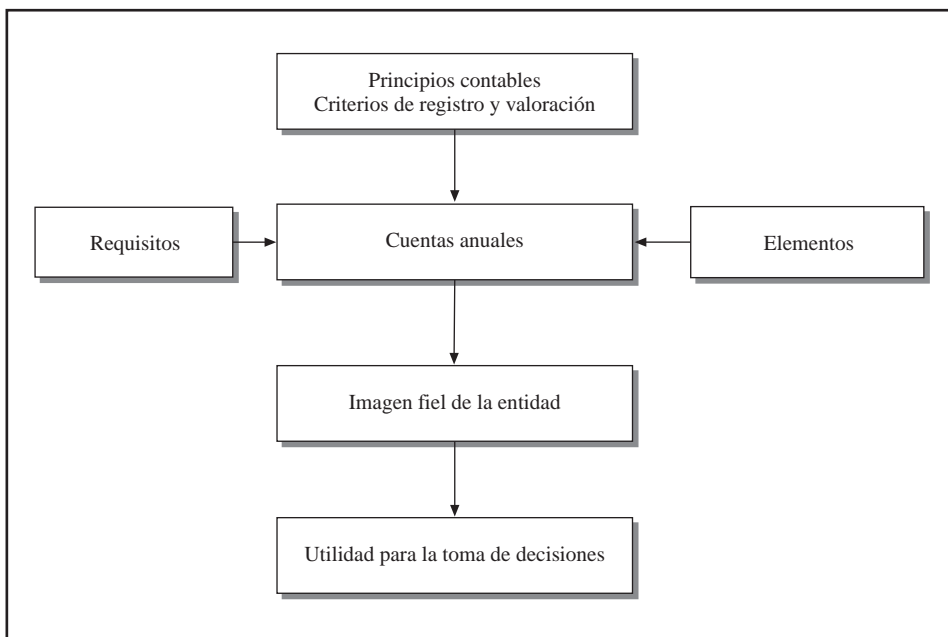 Principios contables
Criterios de registro y valoración
Requisitos
Cuentas anuales
Elementos
Imagen fiel de la entidad
Utilidad para la toma de decisiones